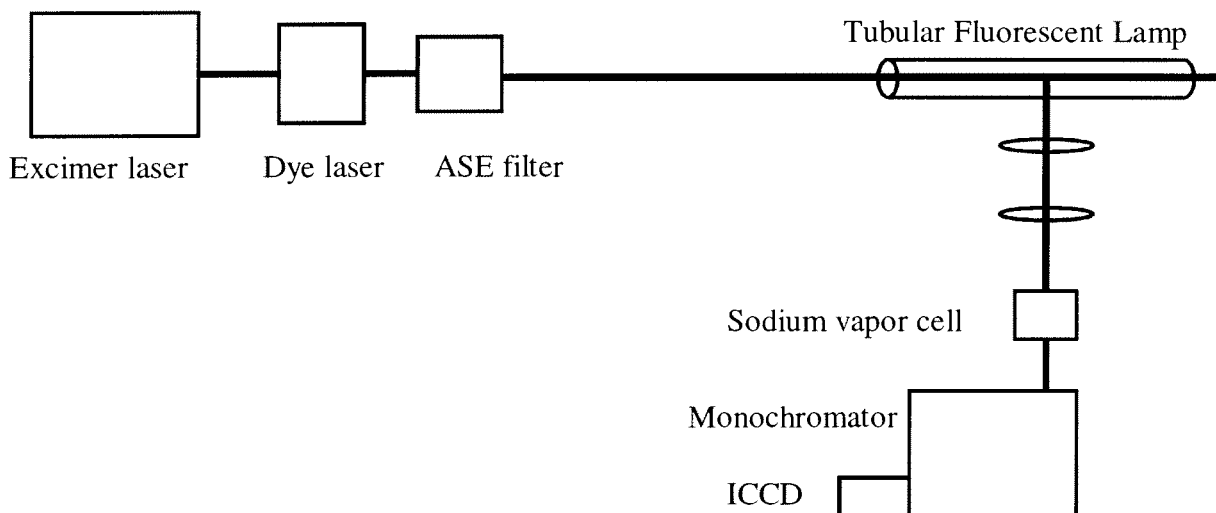 Tubular Fluorescent Lamp
Excimer laser
Dye laser
ASE filter
Sodium vapor cell
Monochromator
ICCD